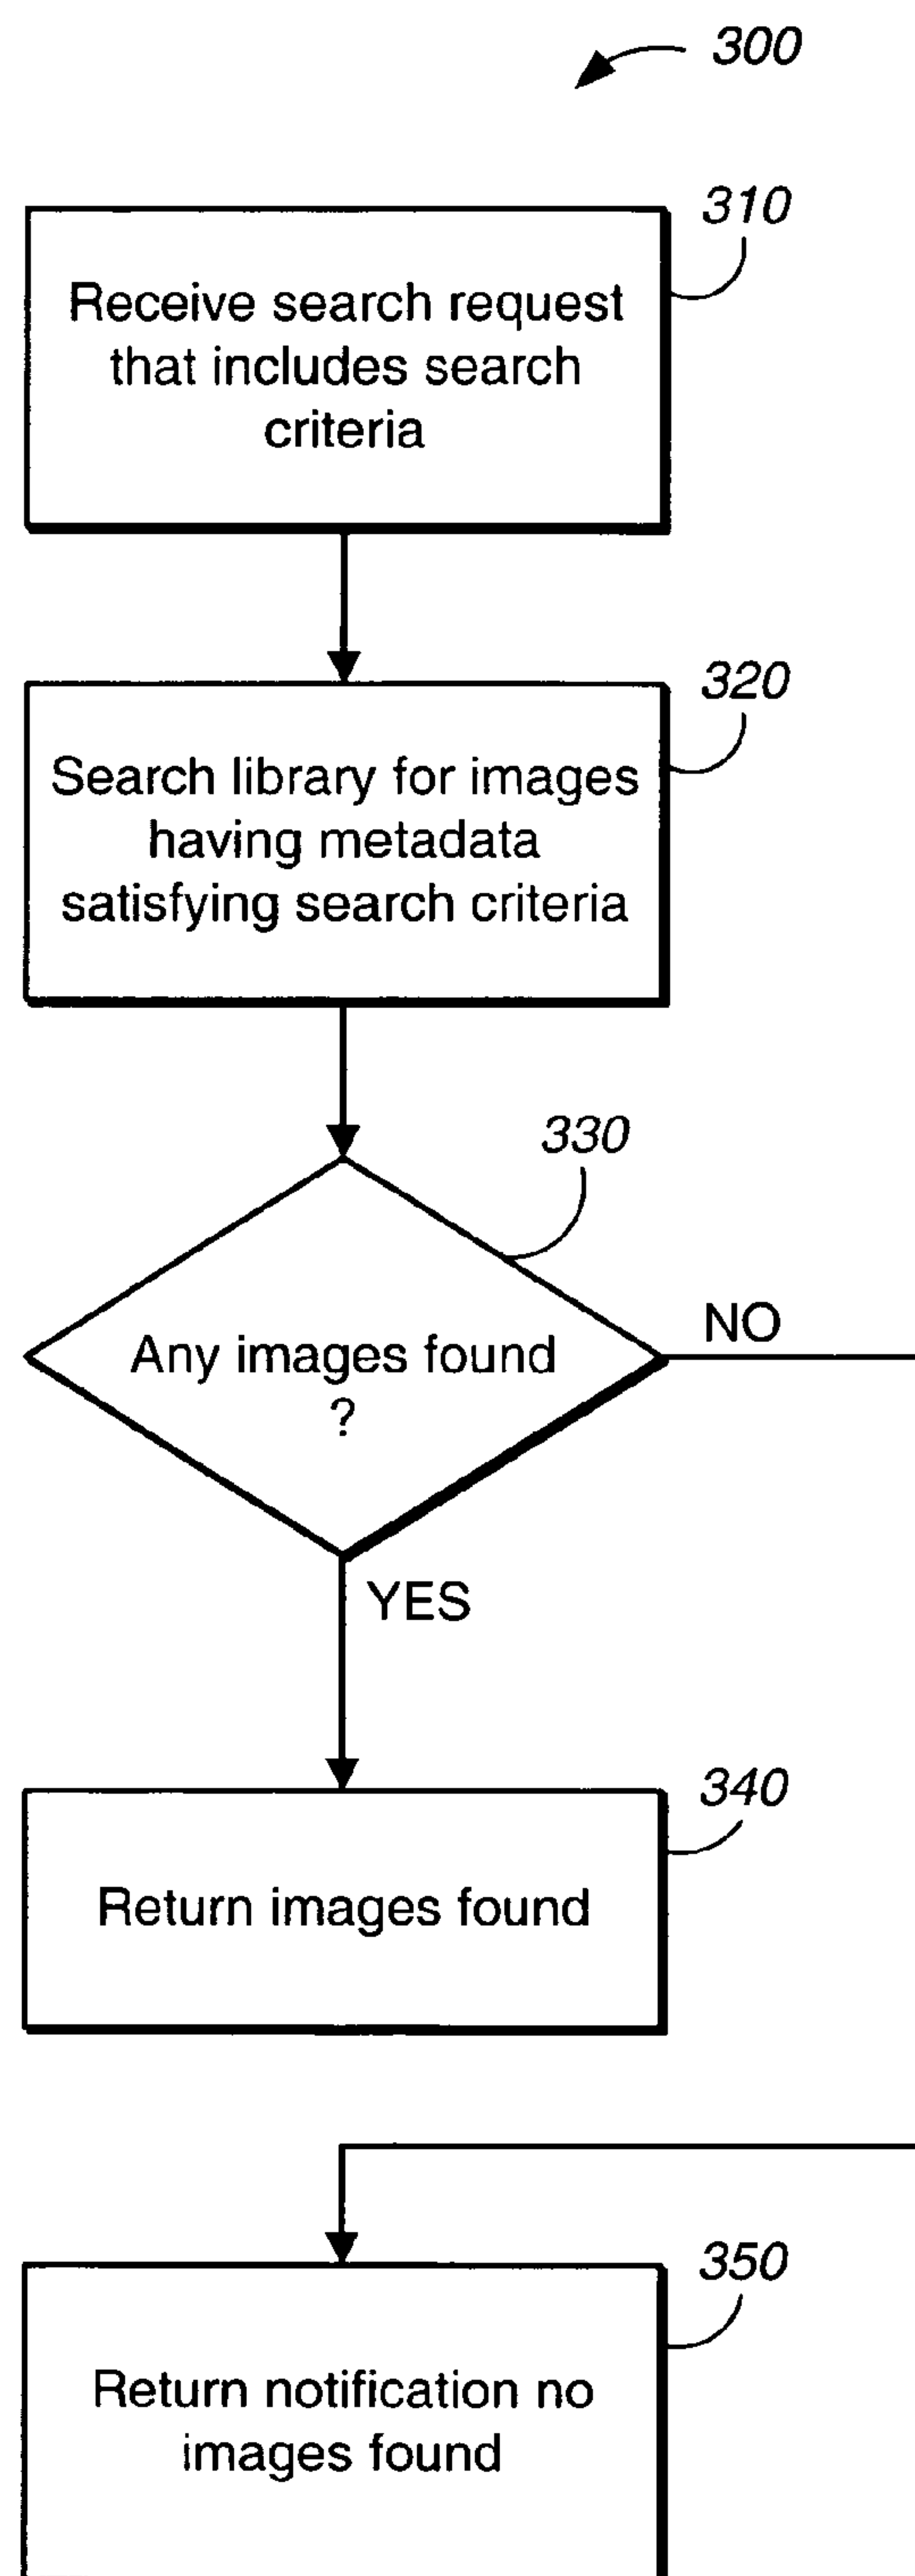 300
310
Receive search request
that includes search
criteria
320
Search library for images
having metadata
satisfying search criteria
330
Any images found
?
NO
YES
340
Return images found
350
Return notification no
images found